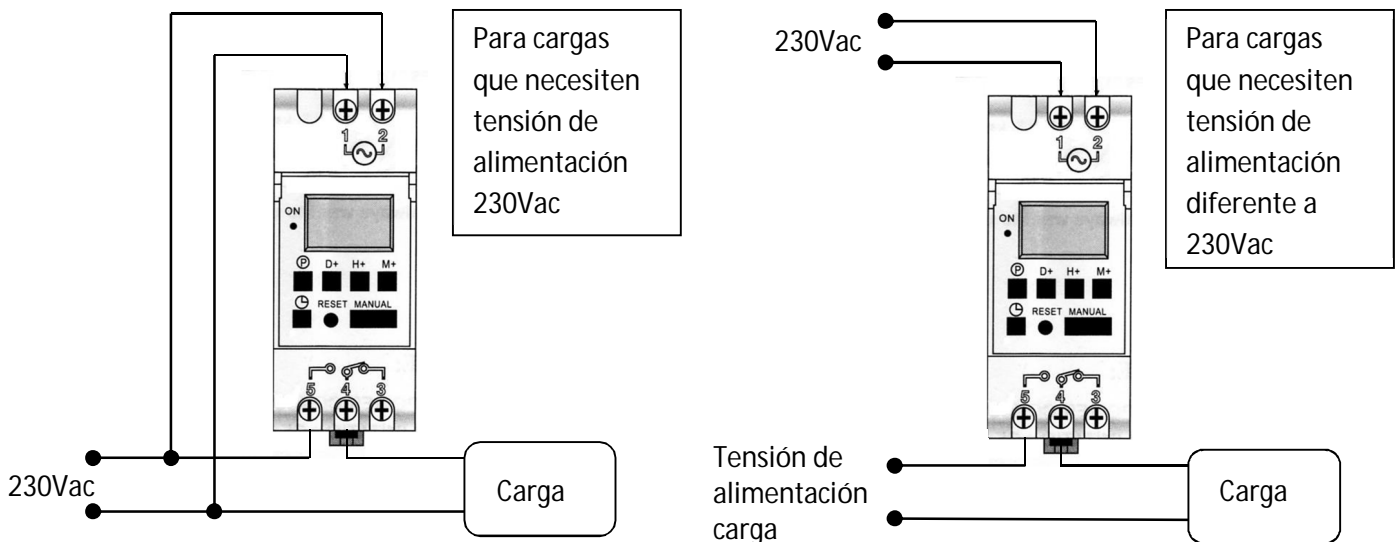 Para cargas
que necesiten
tensión de
alimentación
230Vac
1 2
ON
P D+ H+ M+
RESET MANUAL
5 4 3
230Vac
Carga
230Vac
Para cargas
que necesiten
tensión de
alimentación
diferente a
230Vac
1 2
ON
P D+ H+ M+
RESET MANUAL
5 4 3
Tensión de
alimentación
carga
Carga